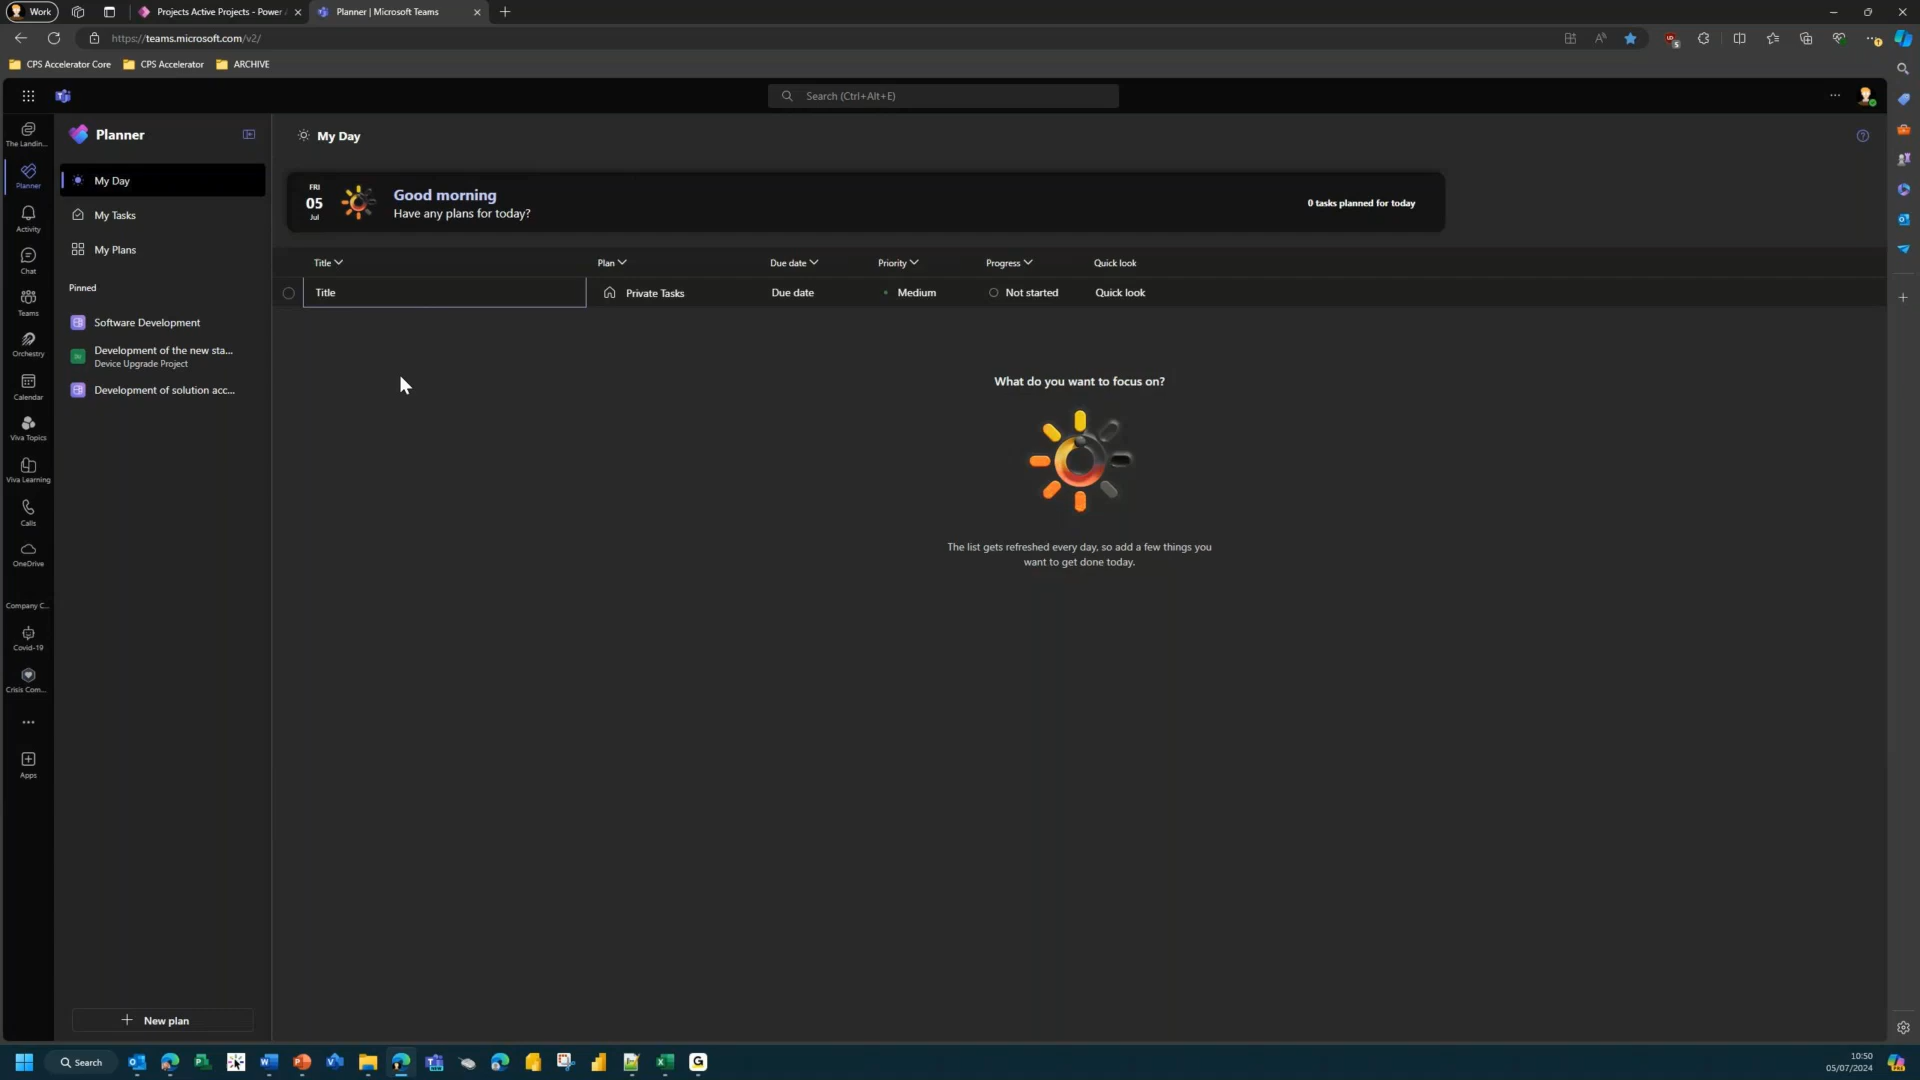 Work
Projects Active Projects - Power
Planner | Microsoft Teams
https://teams.microsoft.com/v2/
CPS Accelerator Core
CPS Accelerator
ARCHIVE
Search (Ctrl+Alt+E)
The Landin...
Planner
Activity
Chat
Teams
Orchestry
Calendar
Viva Topics
Viva Learning
Calls
OneDrive
Company C...
Covid-19
Crisis Com...
Apps
Planner
My Day
My Tasks
My Plans
Pinned
Software Development
Development of the new sta...
Device Upgrade Project
Development of solution acc...
New plan
My Day
FRI
05
Jul
Good morning
Have any plans for today?
0 tasks planned for today
Title Plan Due date Priority Progress Quick look
Title Private Tasks Due date Medium Not started Quick look
What do you want to focus on?
The list gets refreshed every day, so add a few things you
want to get done today.
Search
10:50
05/07/2024